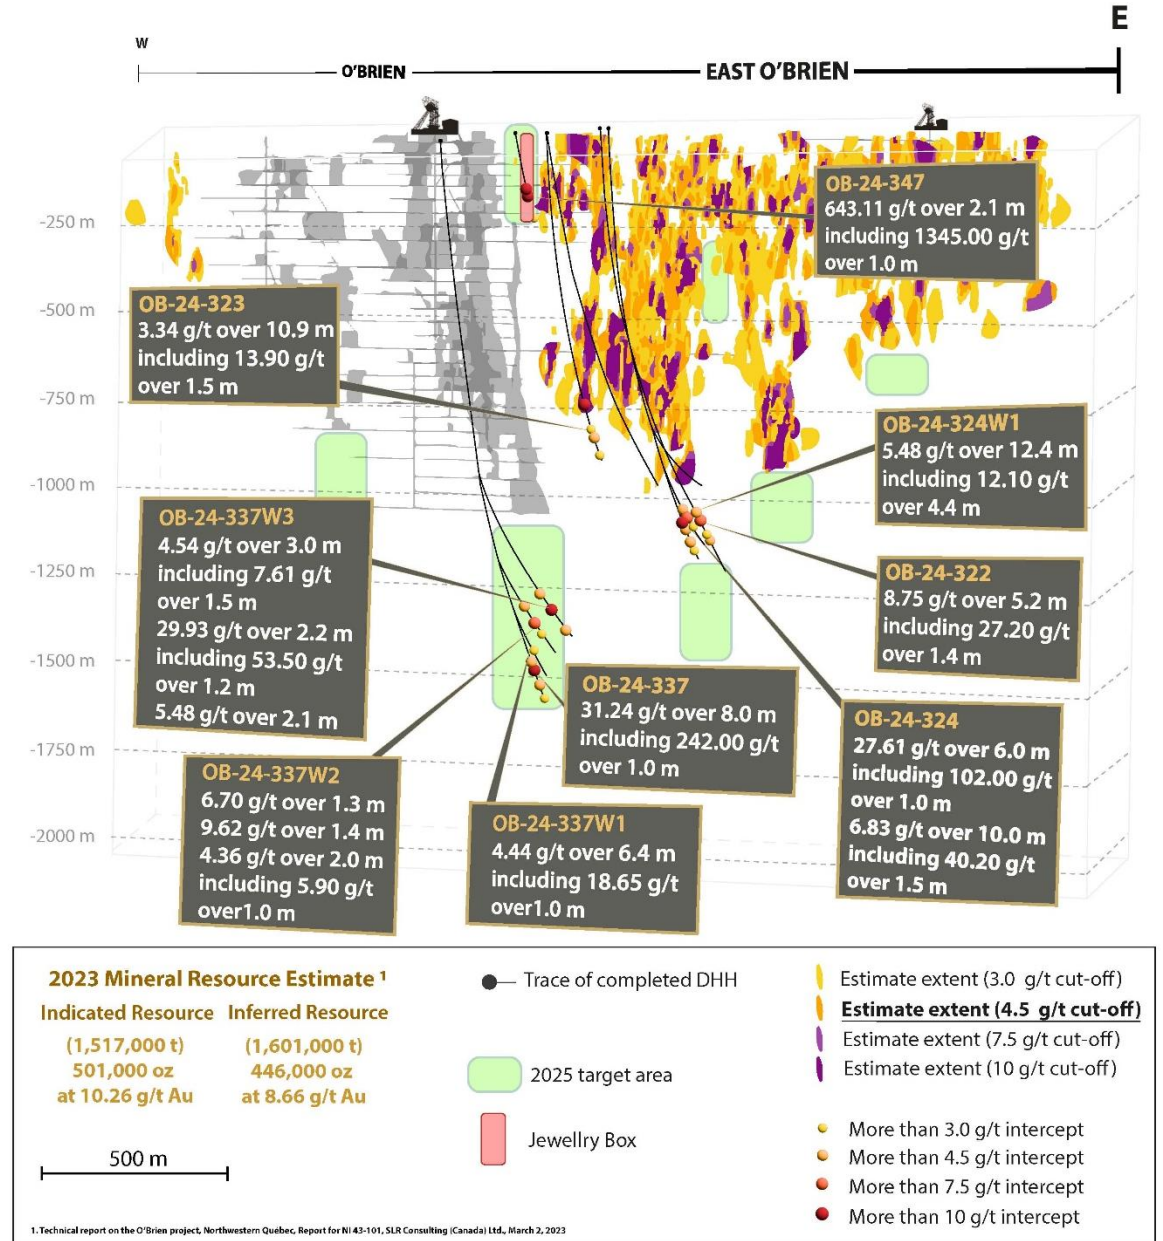 E
W
O'BRIEN
EAST O'BRIEN
-250 m
-500 m
-750 m
-1000 m
-1250 m
-1500 m
-1750 m
-2000 m
OB-24-347
643.11 g/t over 2.1 m
including 1345.00 g/t
over 1.0 m
OB-24-323
3.34 g/t over 10.9 m
including 13.90 g/t
over 1.5 m
OB-24-324W1
5.48 g/t over 12.4 m
including 12.10 g/t
over 4.4 m
OB-24-337W3
4.54 g/t over 3.0 m
including 7.61 g/t
over 1.5 m
29.93 g/t over 2.2 m
including 53.50 g/t
over 1.2 m
5.48 g/t over 2.1 m
OB-24-322
8.75 g/t over 5.2 m
including 27.20 g/t
over 1.4 m
OB-24-337
31.24 g/t over 8.0 m
including 242.00 g/t
over 1.0 m
OB-24-324
27.61 g/t over 6.0 m
including 102.00 g/t
over 1.0 m
6.83 g/t over 10.0 m
including 40.20 g/t
over 1.5 m
OB-24-337W2
6.70 g/t over 1.3 m
9.62 g/t over 1.4 m
4.36 g/t over 2.0 m
including 5.90 g/t
over1.0 m
OB-24-337W1
4.44 g/t over 6.4 m
including 18.65 g/t
over1.0 m
2023 Mineral Resource Estimate 1
Indicated Resource Inferred Resource
(1,517,000 t) (1,601,000 t)
501,000 oz 446,000 oz
at 10.26 g/t Au at 8.66 g/t Au
500 m
Trace of completed DHH
2025 target area
Jewellry Box
Estimate extent (3.0 g/t cut-off)
Estimate extent (4.5 g/t cut-off)
Estimate extent (7.5 g/t cut-off)
Estimate extent (10 g/t cut-off)
More than 3.0 g/t intercept
More than 4.5 g/t intercept
More than 7.5 g/t intercept
More than 10 g/t intercept
1. Technical report on the O'Brien project, Northwestern Québec, Report for NI 43-101, SLR Consulting (Canada) Ltd., March 2, 2023